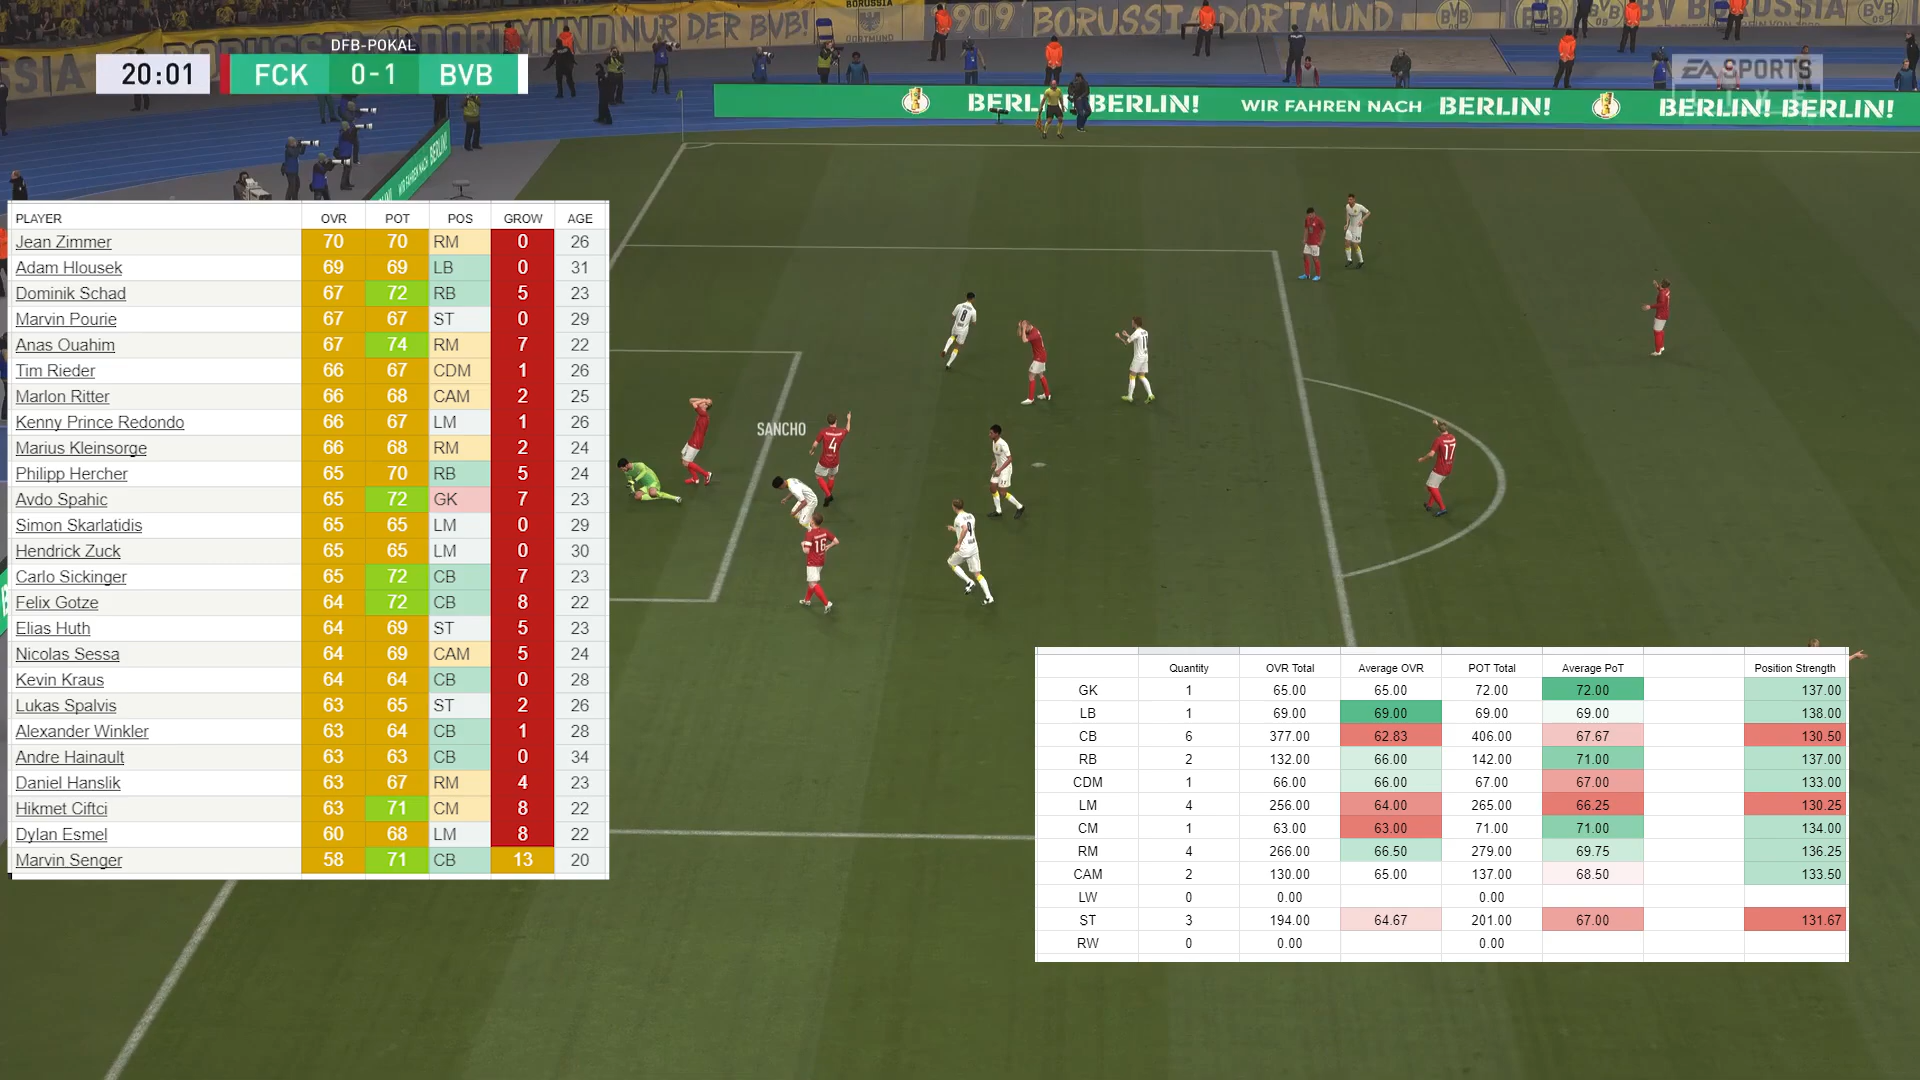 BORUSSIA DORTMUND NUR DER BVB!
BORUSSIA
DORTMUND
1909 BORUSSIA DORTMUND
BVB
DFB-POKAL
20:01 FCK 0-1 BVB
EA SPORTS
LIVE
BERLIN! BERLIN! WIR FAHREN NACH BERLIN! BERLIN! BERLIN!
WIR FAHREN NACH BERLIN!
SANCHO
8
11
4
17
16
9
PLAYER OVR POT POS GROW AGE
Jean Zimmer 70 70 RM 0 26
Adam Hlousek 69 69 LB 0 31
Dominik Schad 67 72 RB 5 23
Marvin Pourie 67 67 ST 0 29
Anas Ouahim 67 74 RM 7 22
Tim Rieder 66 67 CDM 1 26
Marlon Ritter 66 68 CAM 2 25
Kenny Prince Redondo 66 67 LM 1 26
Marius Kleinsorge 66 68 RM 2 24
Philipp Hercher 65 70 RB 5 24
Avdo Spahic 65 72 GK 7 23
Simon Skarlatidis 65 65 LM 0 29
Hendrick Zuck 65 65 LM 0 30
Carlo Sickinger 65 72 CB 7 23
Felix Gotze 64 72 CB 8 22
Elias Huth 64 69 ST 5 23
Nicolas Sessa 64 69 CAM 5 24
Kevin Kraus 64 64 CB 0 28
Lukas Spalvis 63 65 ST 2 26
Alexander Winkler 63 64 CB 1 28
Andre Hainault 63 63 CB 0 34
Daniel Hanslik 63 67 RM 4 23
Hikmet Ciftci 63 71 CM 8 22
Dylan Esmel 60 68 LM 8 22
Marvin Senger 58 71 CB 13 20
Quantity OVR Total Average OVR POT Total Average PoT Position Strength
GK 1 65.00 65.00 72.00 72.00 137.00
LB 1 69.00 69.00 69.00 69.00 138.00
CB 6 377.00 62.83 406.00 67.67 130.50
RB 2 132.00 66.00 142.00 71.00 137.00
CDM 1 66.00 66.00 67.00 67.00 133.00
LM 4 256.00 64.00 265.00 66.25 130.25
CM 1 63.00 63.00 71.00 71.00 134.00
RM 4 266.00 66.50 279.00 69.75 136.25
CAM 2 130.00 65.00 137.00 68.50 133.50
LW 0 0.00 0.00
ST 3 194.00 64.67 201.00 67.00 131.67
RW 0 0.00 0.00